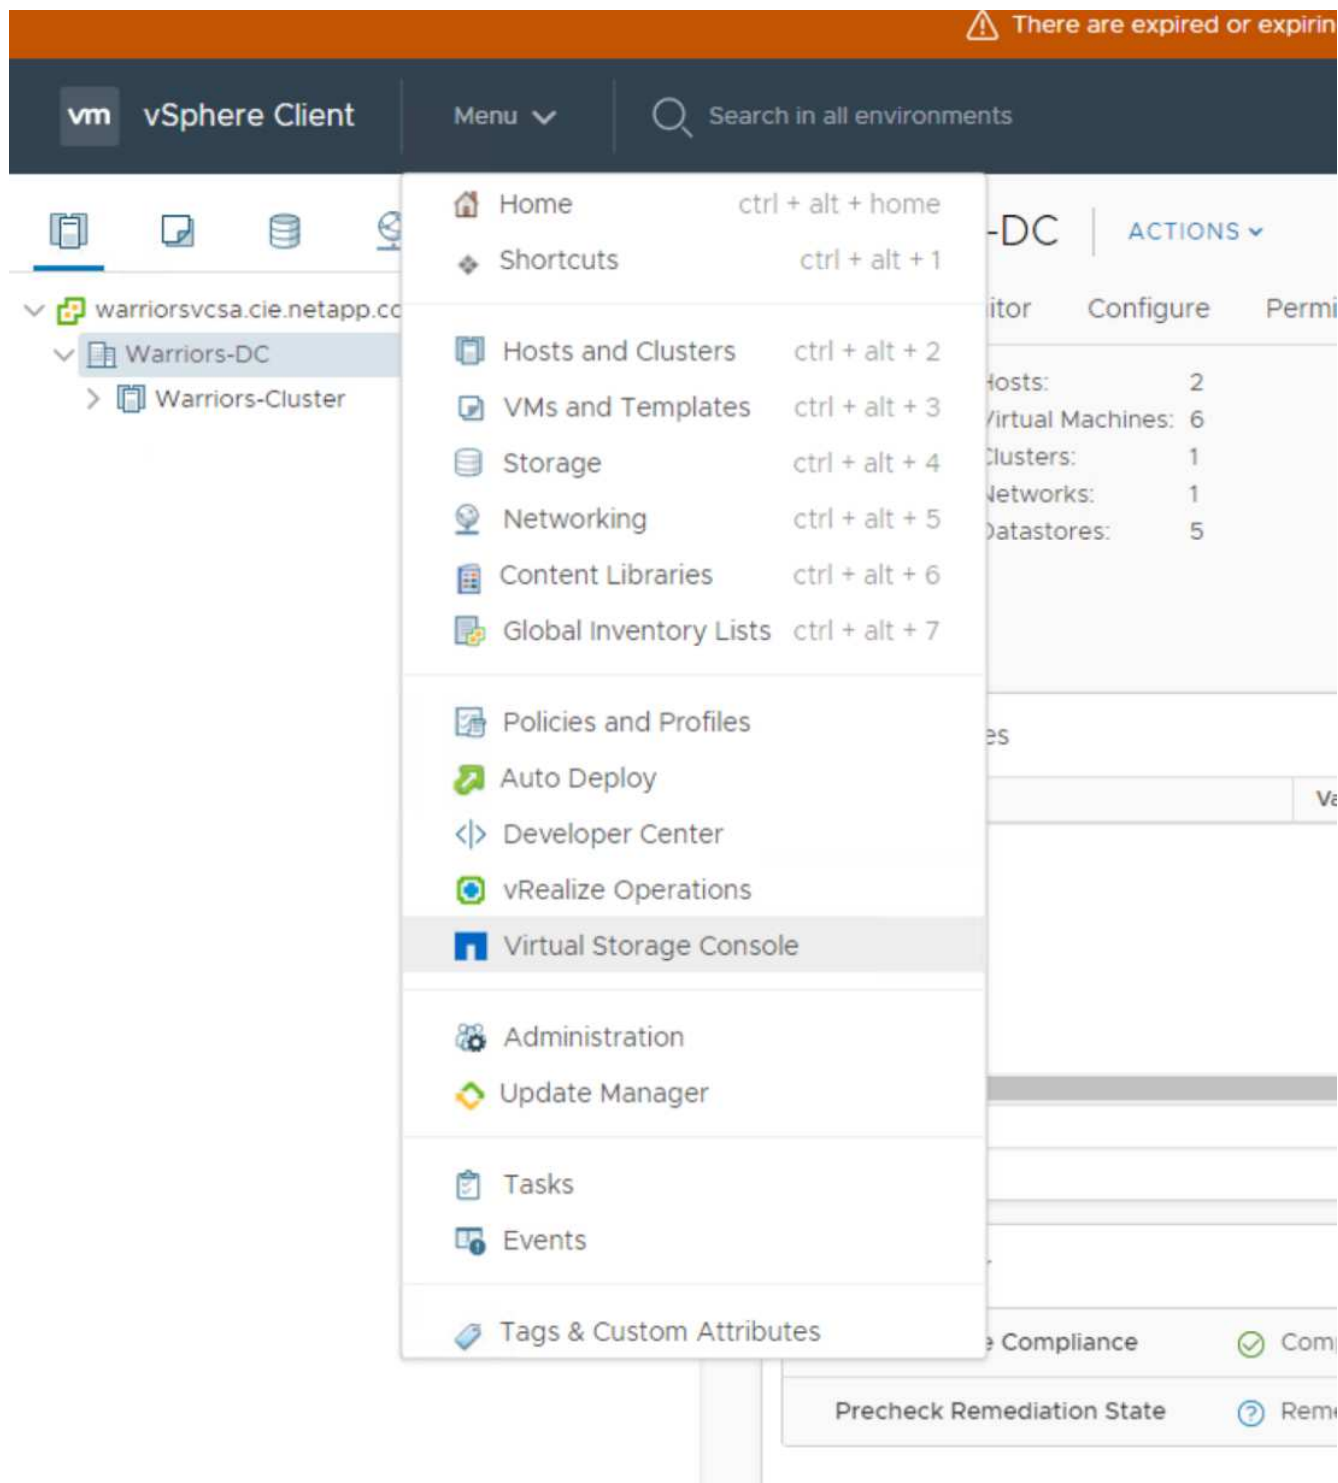 There are expired or
vm vSphere Client Menu Search in all environments
Home ctrl + alt + home
Shortcuts ctrl + alt + 1
-DC ACTIONS
warriorsvcsa.cie.netapp.cc
Warriors-DC
Warriors-Cluster
Hosts and Clusters ctrl + alt + 2
VMs and Templates ctrl + alt + 3
Storage ctrl + alt + 4
Networking ctrl + alt + 5
Content Libraries ctrl + alt + 6
Global Inventory Lists ctrl + alt + 7
Policies and Profiles
Auto Deploy
Developer Center
vRealize Operations
Virtual Storage Console
Administration
Update Manager
Tasks
Events
Tags & Custom Attributes
itor Configure Permi
Hosts: 2
Virtual Machines: 6
Clusters: 1
Networks: 1
Datastores: 5
es
Va
Compliance Com
Precheck Remediation State Reme